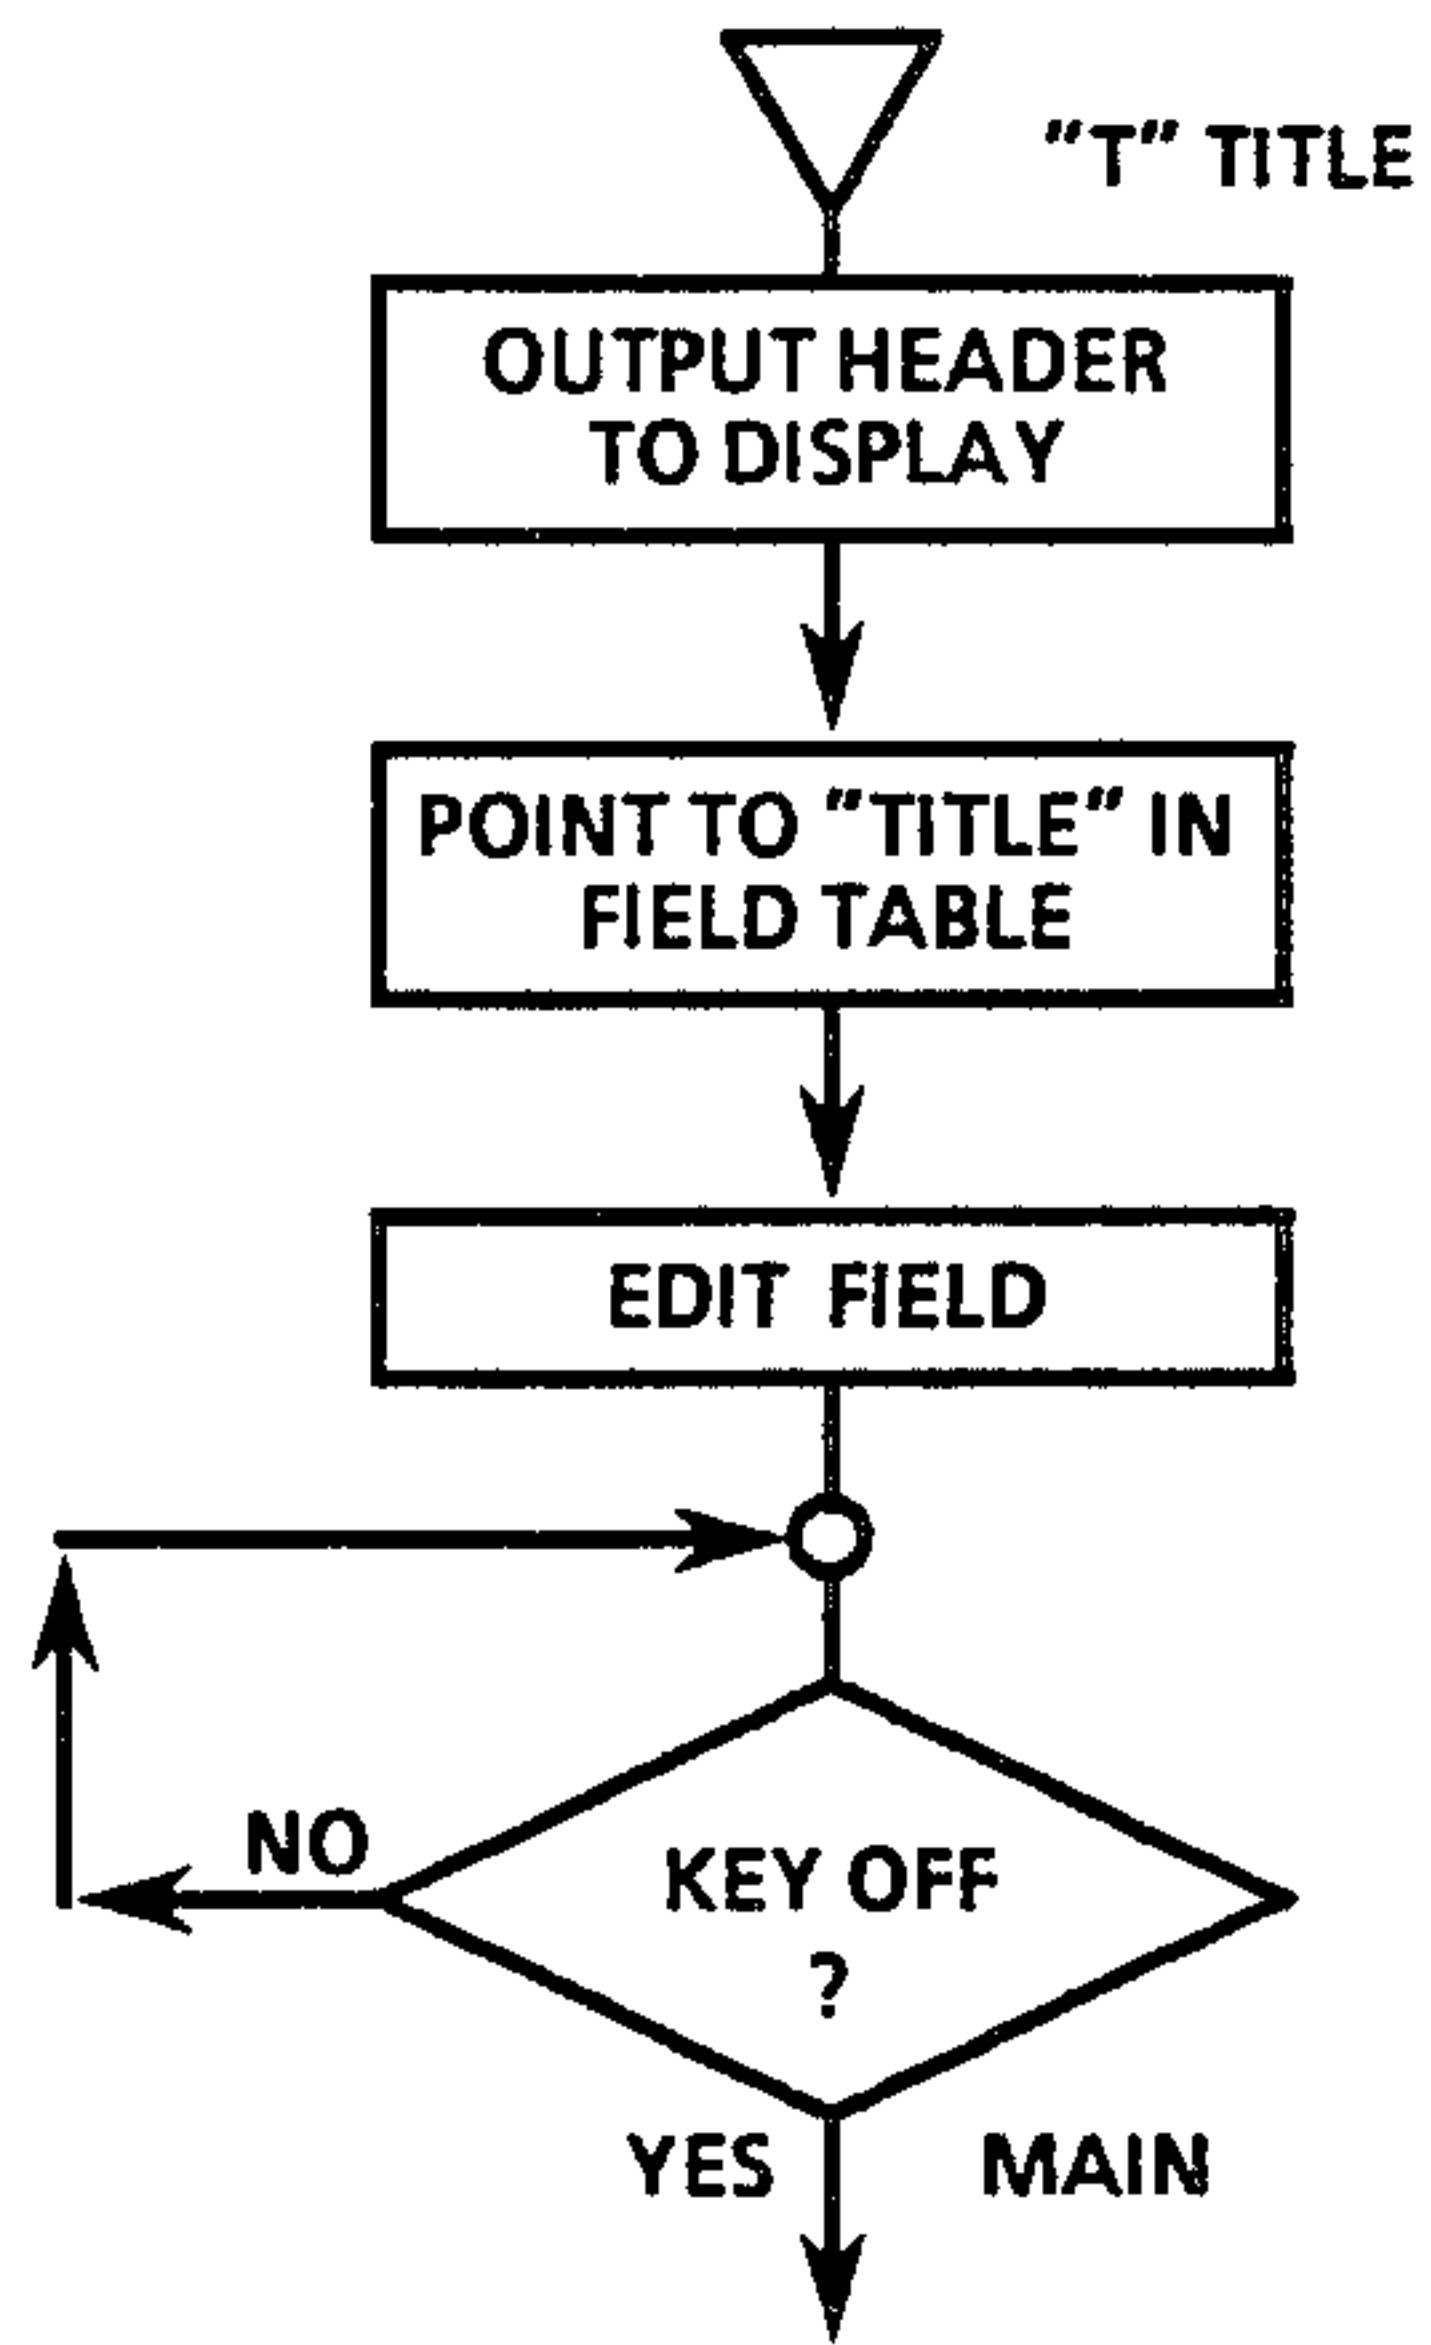 "T" TITLE
OUTPUT HEADER
TO DISPLAY
POINT TO "TITLE" IN
FIELD TABLE
EDIT FIELD
NO
KEY OFF
?
YES
MAIN